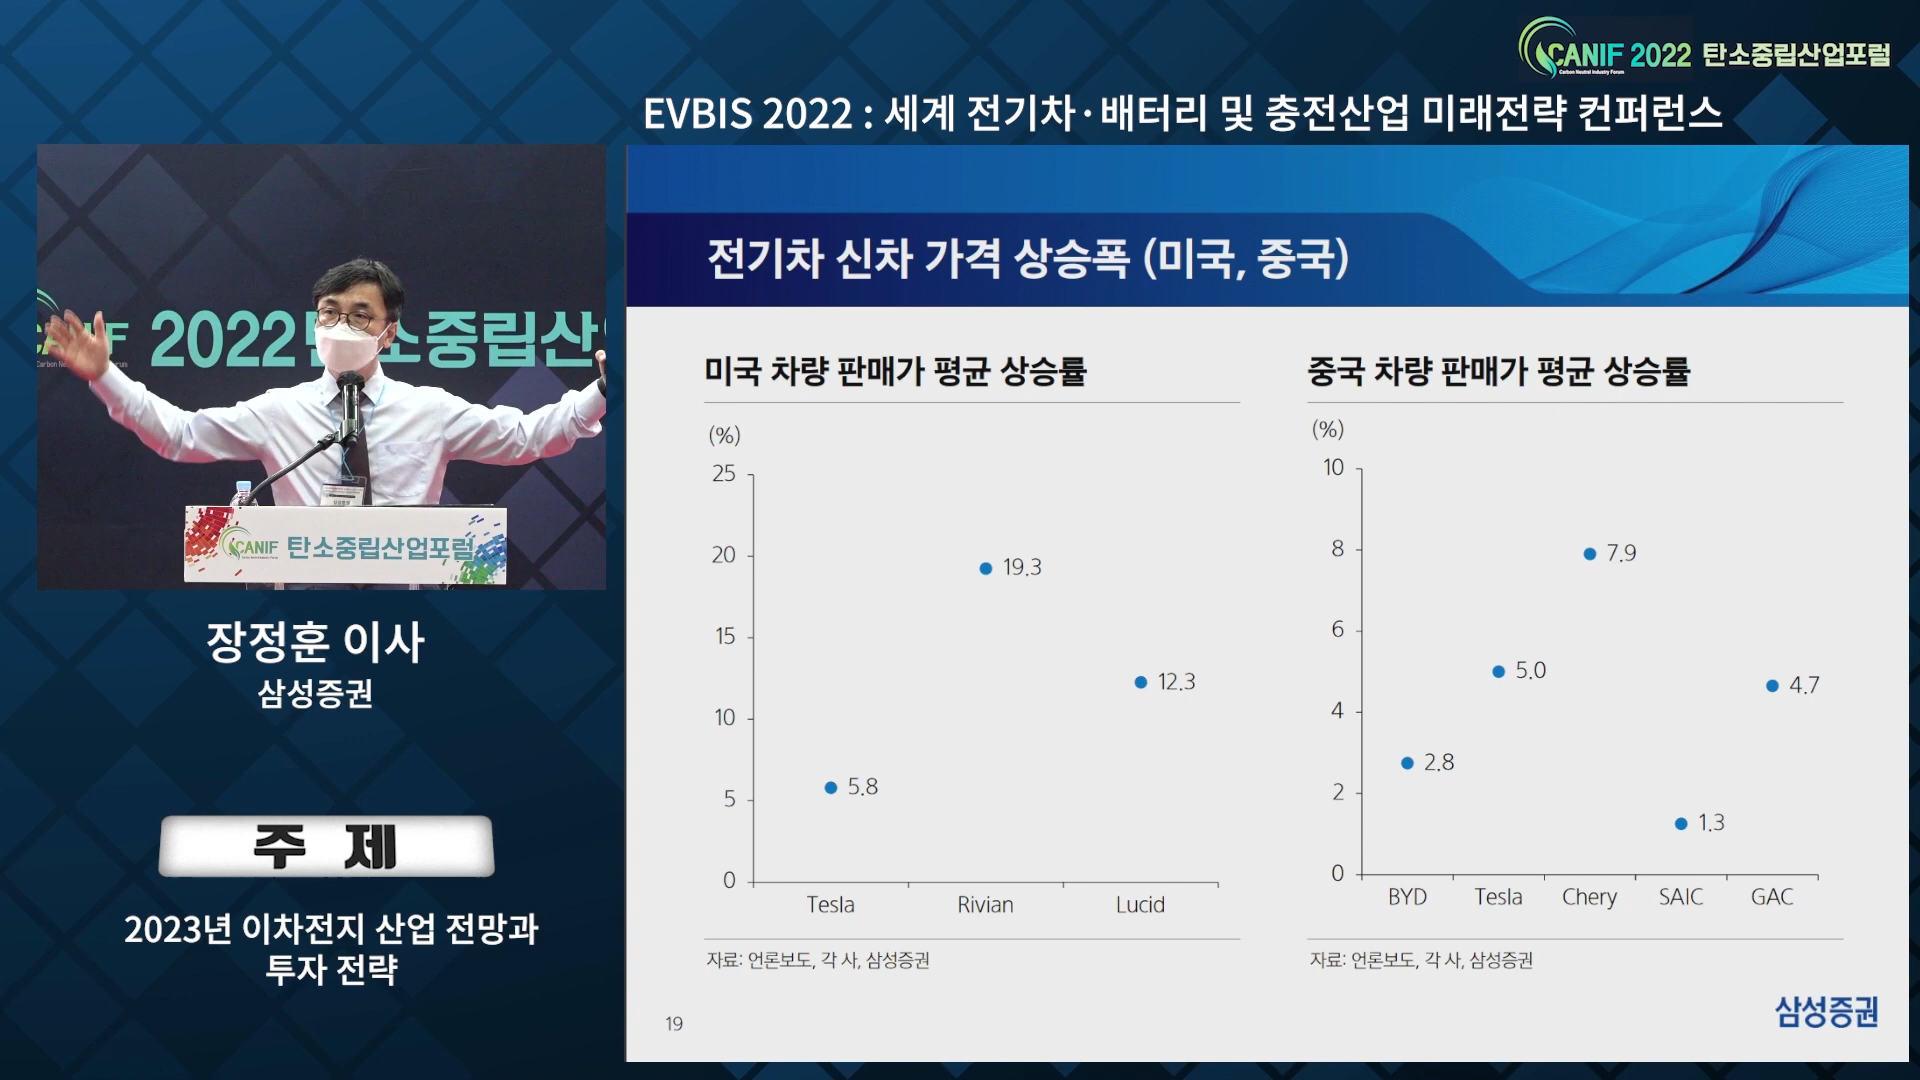 CANIF 2022 탄소중립산업포럼
Carbon Neutral Industry Forum
EVBIS 2022 : 세계 전기차·배터리 및 충전산업 미래전략 컨퍼런스
2022 탄소중립산
CANIF 탄소중립산업포럼
장정훈 이사
삼성증권
주 제
2023년 이차전지 산업 전망과
투자 전략
전기차 신차 가격 상승폭 (미국, 중국)
미국 차량 판매가 평균 상승률
(%)
25
20
15
10
5
0
5.8
19.3
12.3
Tesla Rivian Lucid
자료: 언론보도, 각 사, 삼성증권
중국 차량 판매가 평균 상승률
(%)
10
8
6
4
2
0
2.8
5.0
7.9
1.3
4.7
BYD Tesla Chery SAIC GAC
자료: 언론보도, 각 사, 삼성증권
19
삼성증권